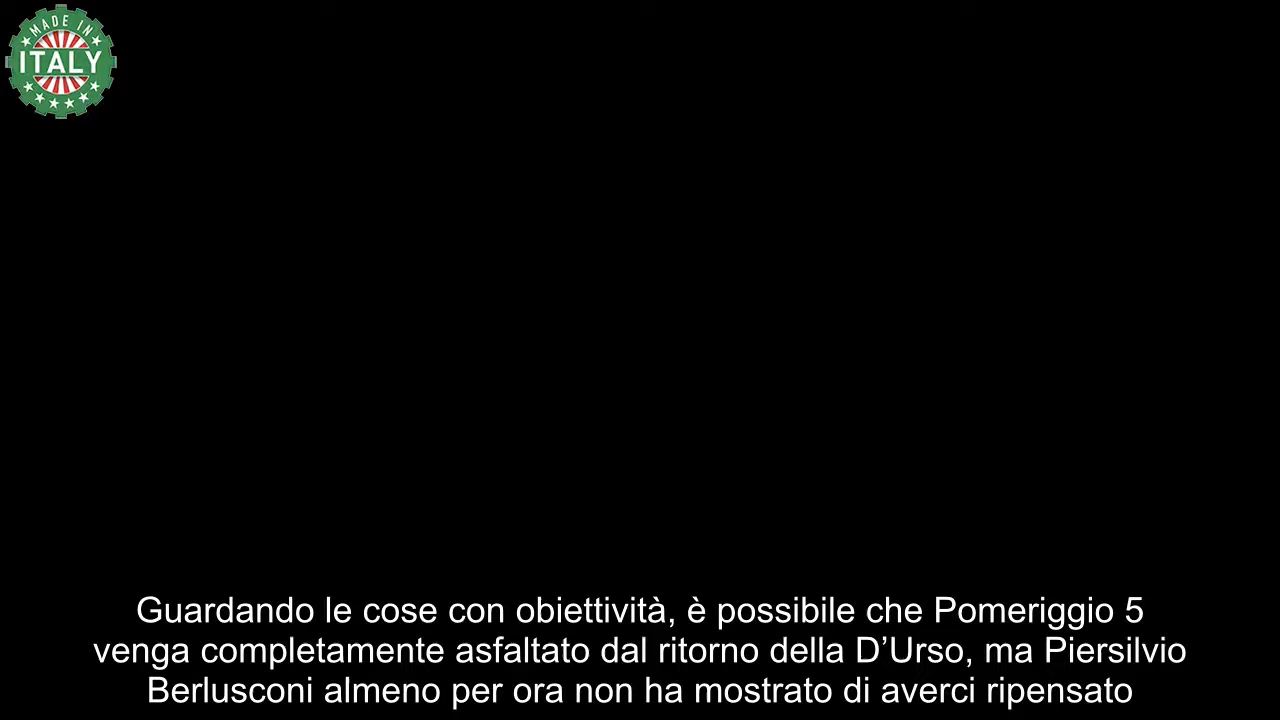 MADE IN
ITALY
Guardando le cose con obiettività, è possibile che Pomeriggio 5
venga completamente asfaltato dal ritorno della D’Urso, ma Piersilvio
Berlusconi almeno per ora non ha mostrato di averci ripensato